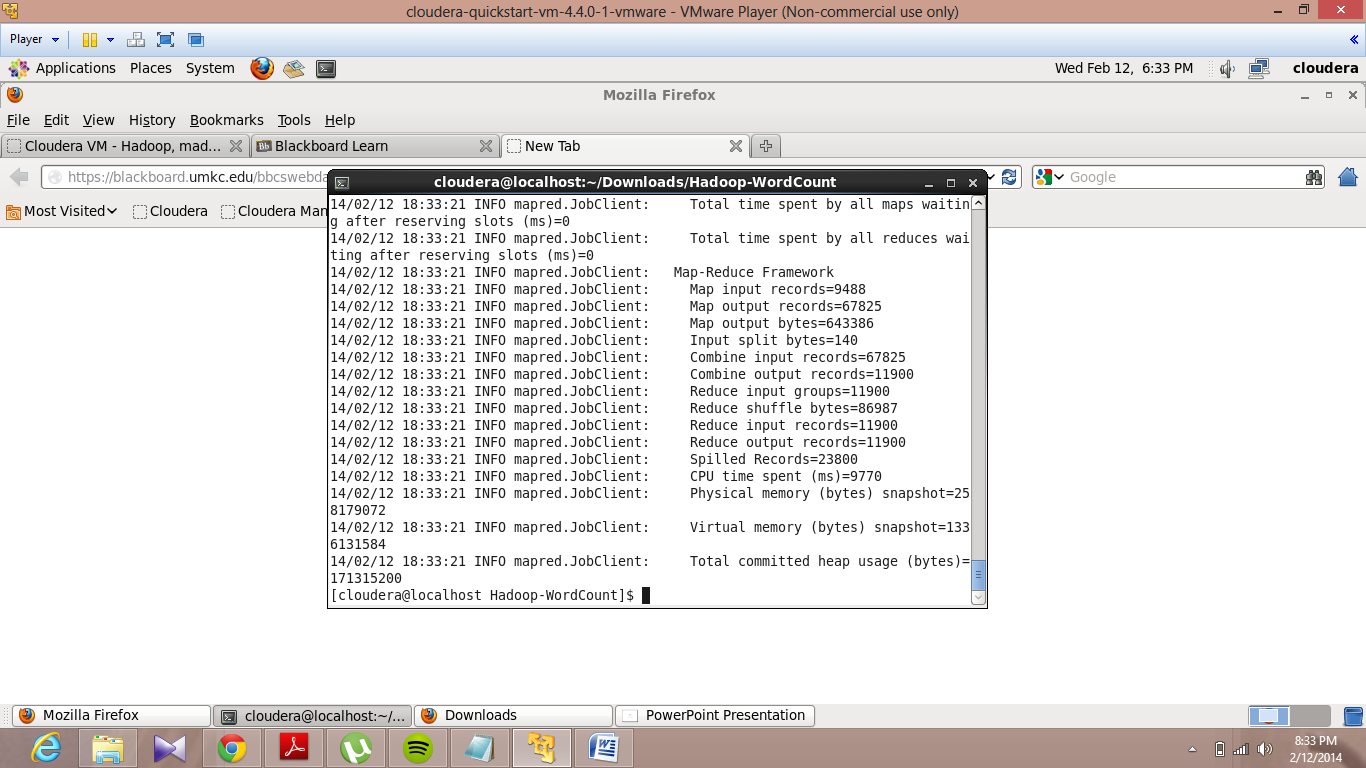 cloudera-quickstart-vm-4.4.0-1-vmware - VMware Player (Non-commercial use only)
Player
Applications Places System
Wed Feb 12, 6:33 PM
cloudera
Mozilla Firefox
File Edit View History Bookmarks Tools Help
Cloudera VM - Hadoop, mad...
Blackboard Learn
New Tab
https://blackboard.umkc.edu/bbcswebda
Google
Most Visited
Cloudera
Cloudera Man
cloudera@localhost:~/Downloads/Hadoop-WordCount
14/02/12 18:33:21 INFO mapred.JobClient:     Total time spent by all maps waitin
g after reserving slots (ms)=0
14/02/12 18:33:21 INFO mapred.JobClient:     Total time spent by all reduces wai
ting after reserving slots (ms)=0
14/02/12 18:33:21 INFO mapred.JobClient:   Map-Reduce Framework
14/02/12 18:33:21 INFO mapred.JobClient:     Map input records=9488
14/02/12 18:33:21 INFO mapred.JobClient:     Map output records=67825
14/02/12 18:33:21 INFO mapred.JobClient:     Map output bytes=643386
14/02/12 18:33:21 INFO mapred.JobClient:     Input split bytes=140
14/02/12 18:33:21 INFO mapred.JobClient:     Combine input records=67825
14/02/12 18:33:21 INFO mapred.JobClient:     Combine output records=11900
14/02/12 18:33:21 INFO mapred.JobClient:     Reduce input groups=11900
14/02/12 18:33:21 INFO mapred.JobClient:     Reduce shuffle bytes=86987
14/02/12 18:33:21 INFO mapred.JobClient:     Reduce input records=11900
14/02/12 18:33:21 INFO mapred.JobClient:     Reduce output records=11900
14/02/12 18:33:21 INFO mapred.JobClient:     Spilled Records=23800
14/02/12 18:33:21 INFO mapred.JobClient:     CPU time spent (ms)=9770
14/02/12 18:33:21 INFO mapred.JobClient:     Physical memory (bytes) snapshot=25
8179072
14/02/12 18:33:21 INFO mapred.JobClient:     Virtual memory (bytes) snapshot=133
6131584
14/02/12 18:33:21 INFO mapred.JobClient:     Total committed heap usage (bytes)=
171315200
[cloudera@localhost Hadoop-WordCount]$
Mozilla Firefox
cloudera@localhost:~/...
Downloads
PowerPoint Presentation
8:33 PM
2/12/2014